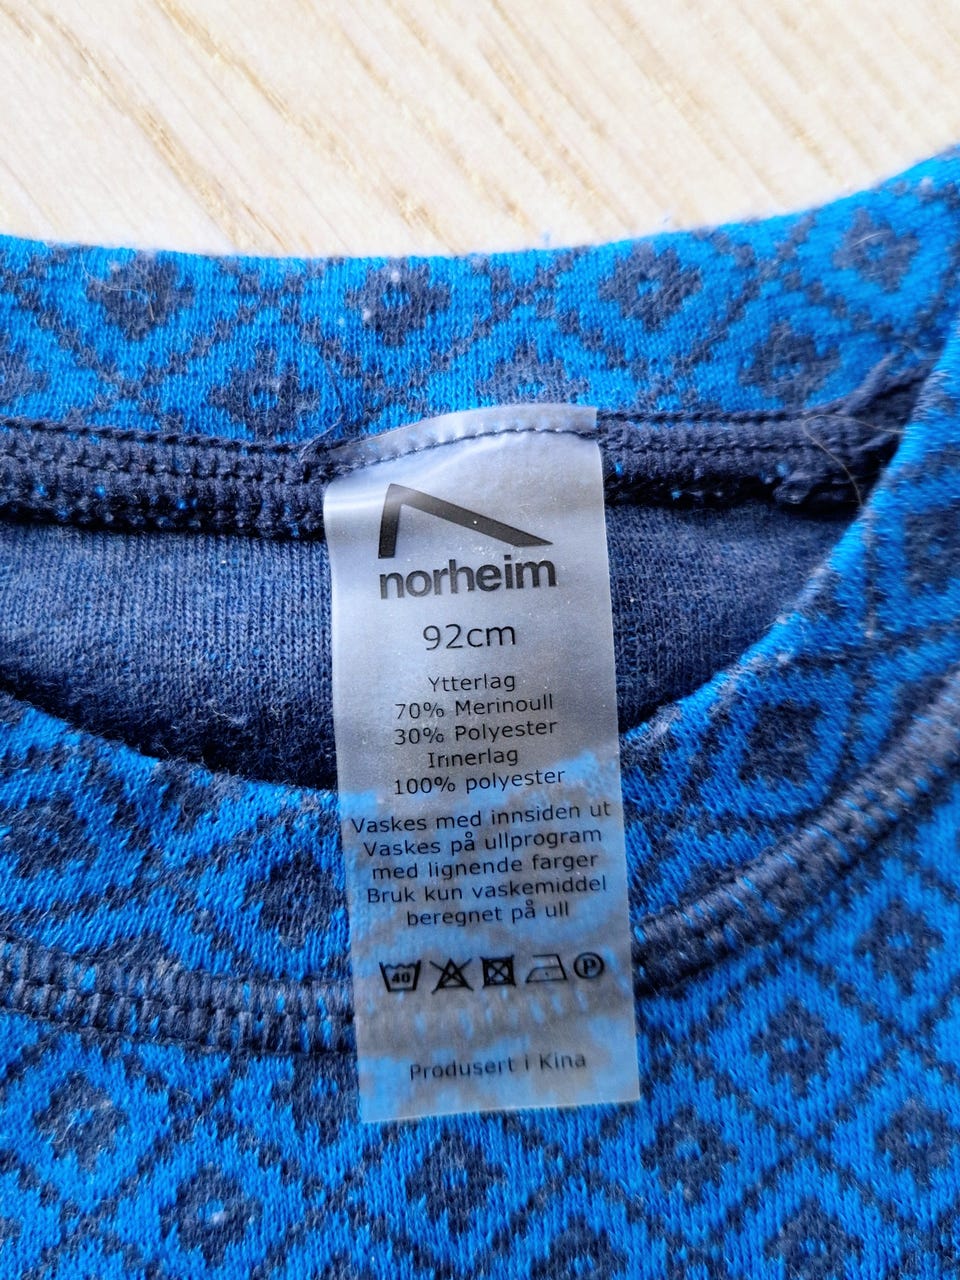 norheim
92cm
Ytterlag
70% Merinoull
30% Polyester
Innerlag
100% polyester
Vaskes med innsiden ut
Vaskes på ullprogram
med lignende farger
Bruk kun vaskemiddel
beregnet på ull
40 P
Produsert i Kina